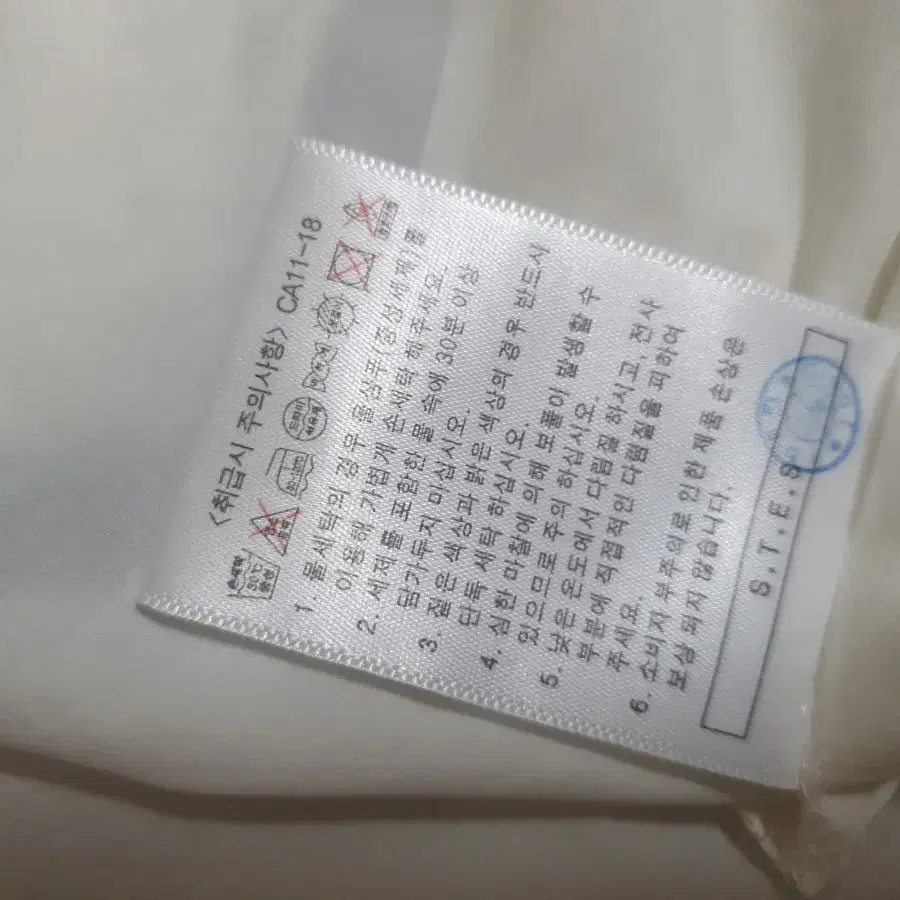 <취급시 주의사항> CA11-18
1. 물세탁의 경우 울샴푸(중성세제)를
이용해 가볍게 손세탁 해주세요.
2. 세제를 포함한 물 속에 30분이상
담가두지 마십시오.
3. 짙은 색상과 밝은 색상의 경우 반드시
단독 세탁 하십시오.
4. 심한 마찰에 의해 보풀이 발생할 수
있으므로 주의 하십시오.
5. 낮은 온도에서 다림질 하시고, 전사
부분에 직접적인 다림질을 피하여
주세요.
6. 소비자 부주의로 인한 제품 손상은
보상 되지 않습니다.
S.T.E.S